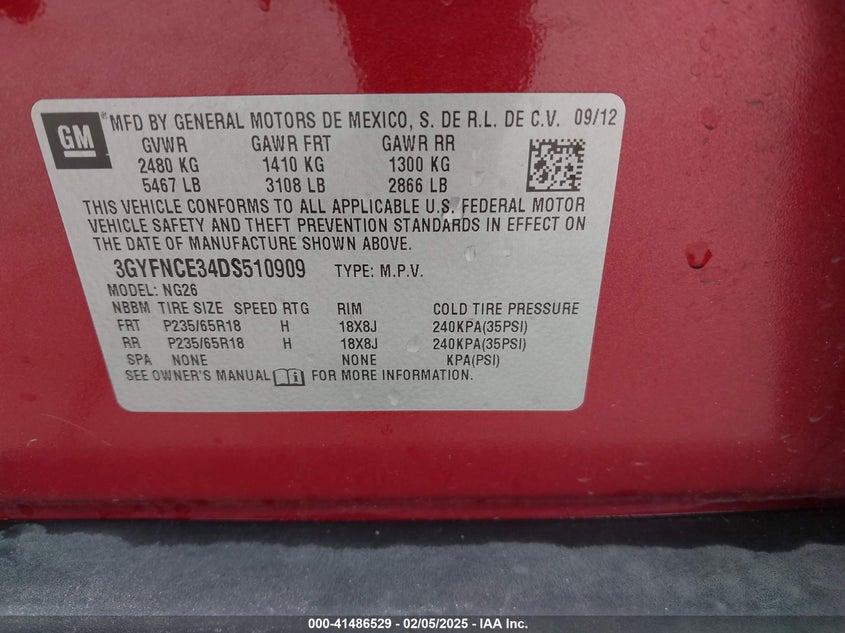 GM ® MFD BY GENERAL MOTORS DE MEXICO, S. DE R.L. DE C.V. 09/12
GVWR GAWR FRT GAWR RR
2480 KG 1410 KG 1300 KG
5467 LB 3108 LB 2866 LB
THIS VEHICLE CONFORMS TO ALL APPLICABLE U.S. FEDERAL MOTOR
VEHICLE SAFETY AND THEFT PREVENTION STANDARDS IN EFFECT ON
THE DATE OF MANUFACTURE SHOWN ABOVE.
3GYFNCE34DS510909 TYPE: M.P.V.
MODEL: NG26
NBBM TIRE SIZE SPEED RTG RIM COLD TIRE PRESSURE
FRT P235/65R18 H 18X8J 240KPA(35PSI)
RR P235/65R18 H 18X8J 240KPA(35PSI)
SPA NONE NONE KPA(PSI)
SEE OWNER'S MANUAL FOR MORE INFORMATION.
000-41486529 - 02/05/2025 - IAA Inc.